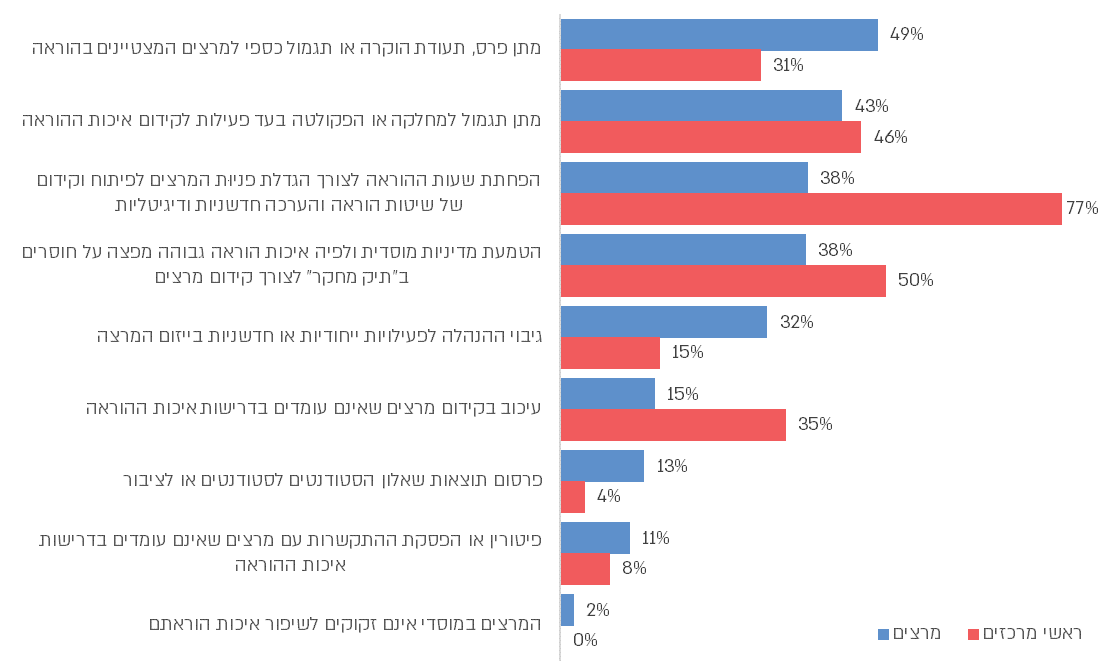 מתן פרס, תעודת הוקרה או תגמול כספי למרצים המצטיינים בהוראה
49%
31%
מתן תגמול למחלקה או הפקולטה בעד פעילות לקידום איכות ההוראה
43%
46%
הפחתת שעות ההוראה לצורך הגדלת פניות המרצים לפיתוח וקידום
של שיטות הוראה והערכה חדשניות ודיגיטליות
38%
77%
הטמעת מדיניות מוסדית ולפיה איכות הוראה גבוהה מפצה על חוסרים
ב"תיק מחקר" לצורך קידום מרצים
38%
50%
גיבוי ההנהלה לפעילויות ייחודיות או חדשניות בייזום המרצה
32%
15%
עיכוב בקידום מרצים שאינם עומדים בדרישות איכות ההוראה
15%
35%
פרסום תוצאות שאלון הסטודנטים לסטודנטים או לציבור
13%
4%
פיטורין או הפסקת ההתקשרות עם מרצים שאינם עומדים בדרישות
איכות ההוראה
11%
8%
המרצים במוסדי אינם זקוקים לשיפור איכות הוראתם
2%
0%
ראשי מרכזים
מרצים